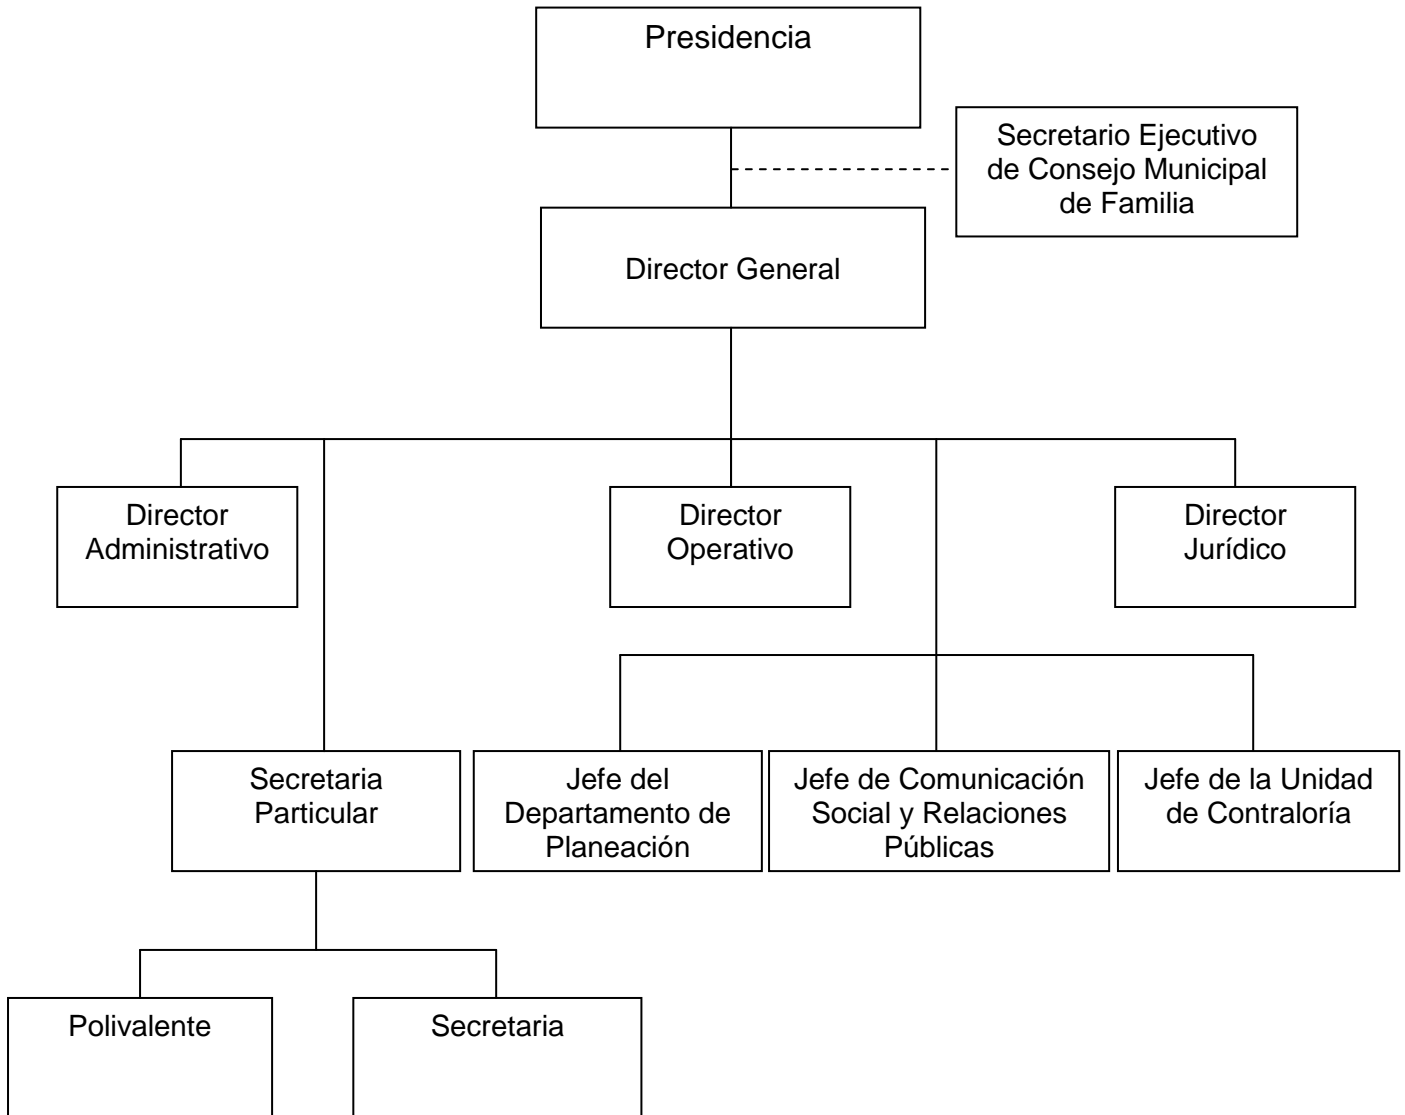 Presidencia
Secretario Ejecutivo
de Consejo Municipal
de Familia
Director General
Director
Administrativo
Director
Operativo
Director
Jurídico
Secretaria
Particular
Jefe del
Departamento de
Planeación
Jefe de Comunicación
Social y Relaciones
Públicas
Jefe de la Unidad
de Contraloría
Polivalente
Secretaria